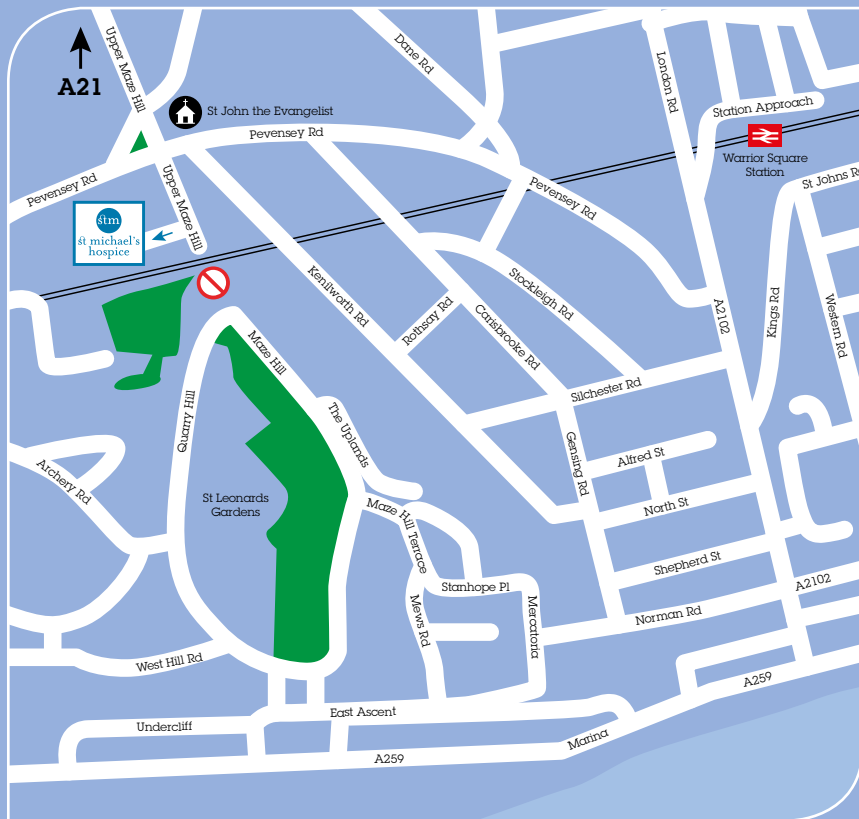 A21
Upper Maze Hill
St John the Evangelist
Pevensey Rd
Dane Rd
London Rd
Station Approach
Warrior Square
Station
Pevensey Rd
Upper Maze Hill
Pevensey Rd
St Johns R
stm
st michael's
hospice
Kenilworth Rd
Stockleigh Rd
Rothsay Rd
Carisbrooke Rd
A2102
Kings Rd
Western Rd
Maze Hill
Silchester Rd
Quarry Hill
The Uplands
Gensing Rd
Alfred St
Archery Rd
St Leonards
Gardens
Maze Hill Terrace
North St
Shepherd St
Stanhope Pl
A2102
Mews Rd
Mercatoria
Norman Rd
West Hill Rd
A259
East Ascent
Undercliff
Marina
A259